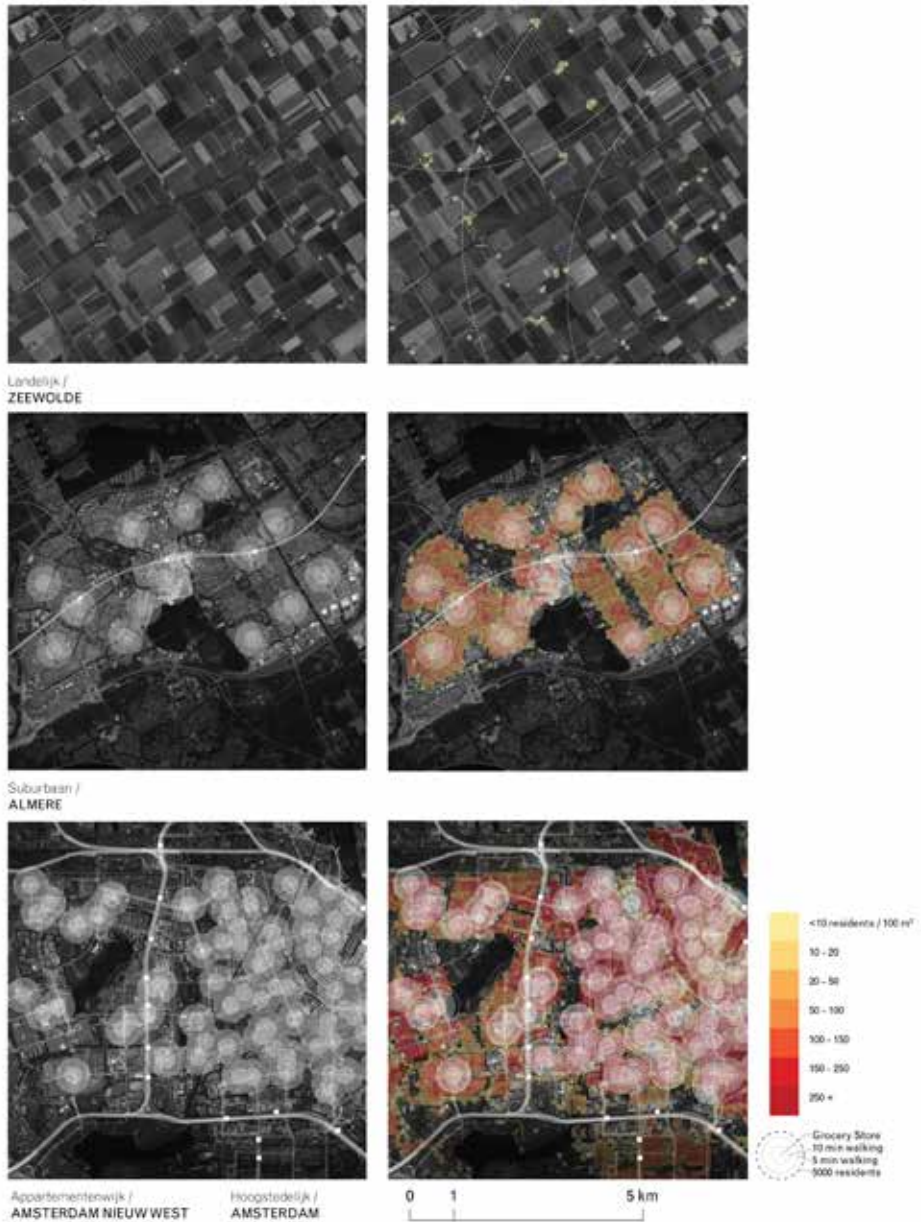 Landelijk /
ZEEWOLDE
Suburbaan /
ALMERE
<10 residents / 100 m²
10 - 20
20 - 50
50 - 100
100 - 150
150 - 250
250 +
Grocery Store
10 min walking
5 min walking
5000 residents
Appartementenwijk /
AMSTERDAM NIEUW WEST
Hoogstedelijk /
AMSTERDAM
0 1 5 km